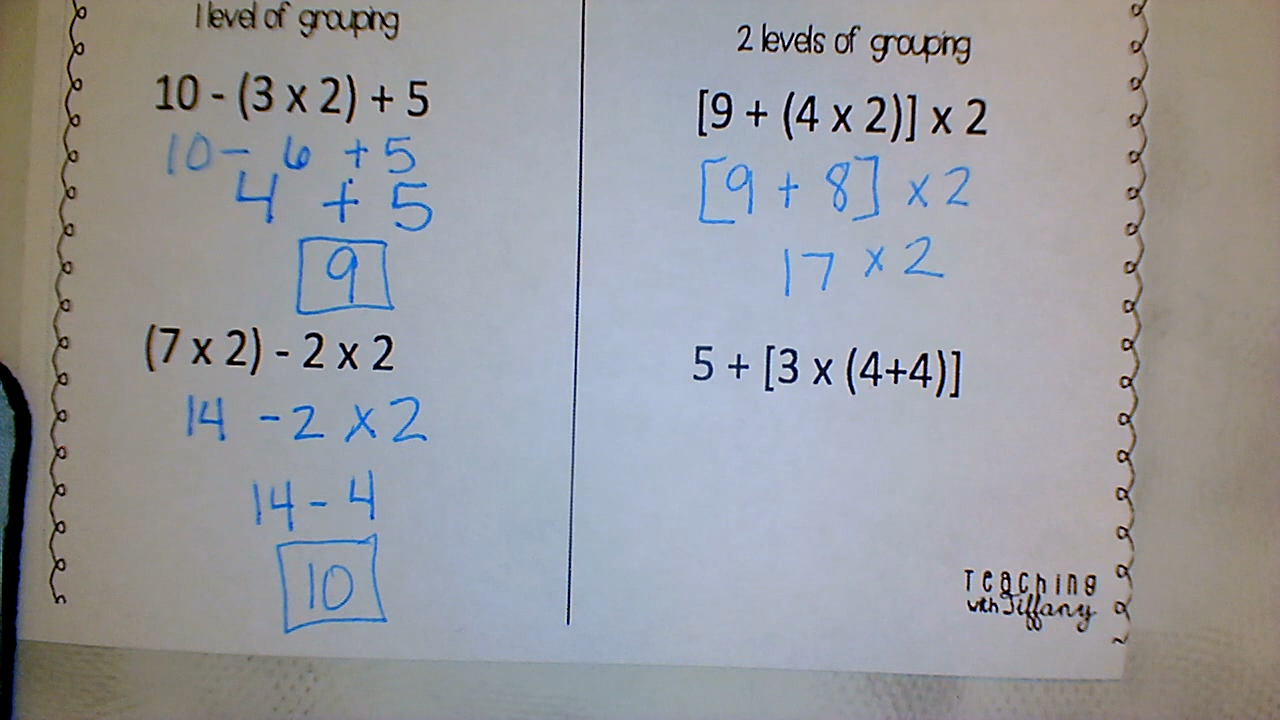 1 level of grouping
10 - (3 x 2) + 5
10 - 6 + 5
4 + 5
9
(7 x 2) - 2 x 2
14 - 2 x 2
14 - 4
10
2 levels of grouping
[9 + (4 x 2)] x 2
[9 + 8] x 2
17 x 2
5 + [3 x (4+4)]
Teaching
with Tiffany